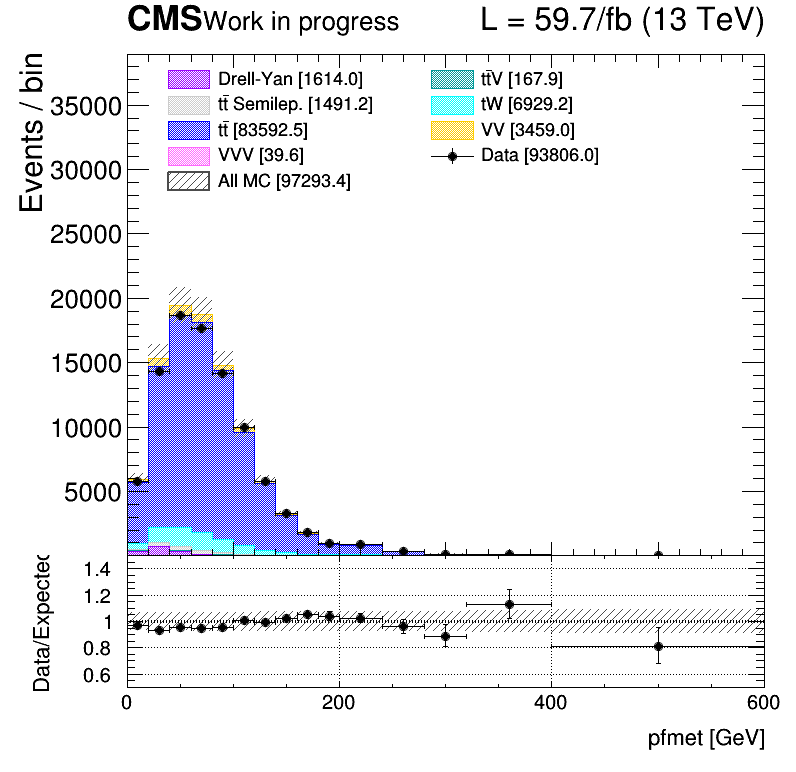 CMS Work in progress L = 59.7/fb (13 TeV)
Events / bin
35000
30000
25000
20000
15000
10000
5000
Drell-Yan [1614.0]
tt̄ Semilep. [1491.2]
tt̄ [83592.5]
VVV [39.6]
All MC [97293.4]
tt̄V [167.9]
tW [6929.2]
VV [3459.0]
Data [93806.0]
Data/Expected
1.4
1.2
1
0.8
0.6
0 200 400 600
pfmet [GeV]